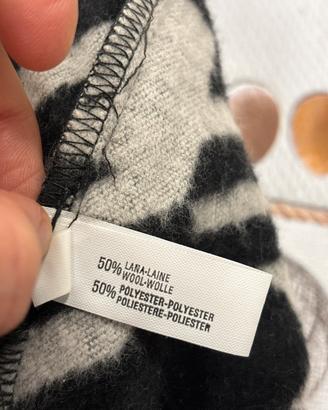 50% LANA-LAINE
WOOL-WOLLE
50% POLYESTER-POLYESTER
POLIESTERE-POLIESTER